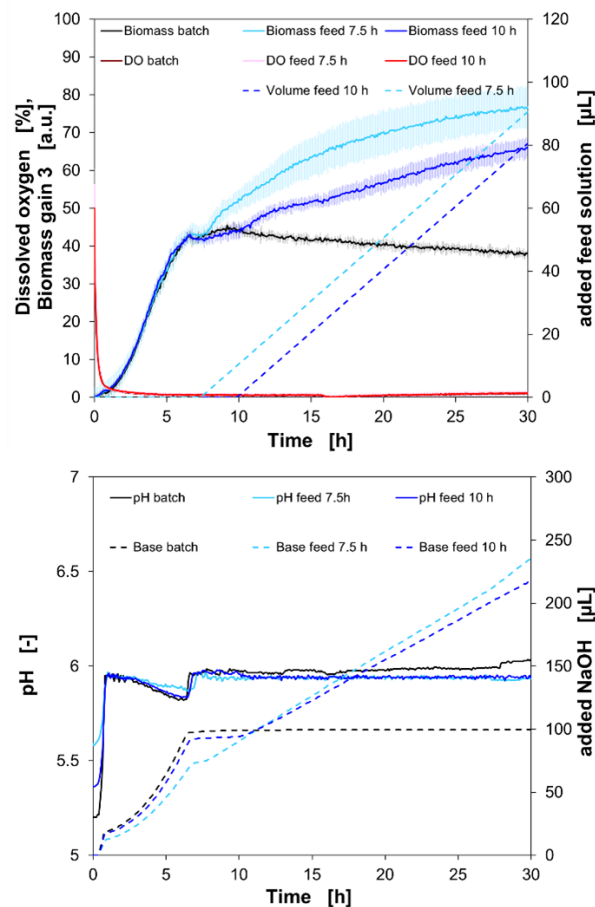 Biomass batch Biomass feed 7.5 h Biomass feed 10 h
DO batch DO feed 7.5 h DO feed 10 h
Volume feed 10 h Volume feed 7.5 h
Dissolved oxygen [%],
Biomass gain 3 [a.u.]
100
90
80
70
60
50
40
30
20
10
0
120
100
80
60
40
20
0
added feed solution [µL]
0 5 10 15 20 25 30
Time [h]
pH batch pH feed 7.5h pH feed 10 h
Base batch Base feed 7.5 h Base feed 10 h
pH [-]
7
6.5
6
5.5
5
300
250
200
150
100
50
0
added NaOH [µL]
0 5 10 15 20 25 30
Time [h]